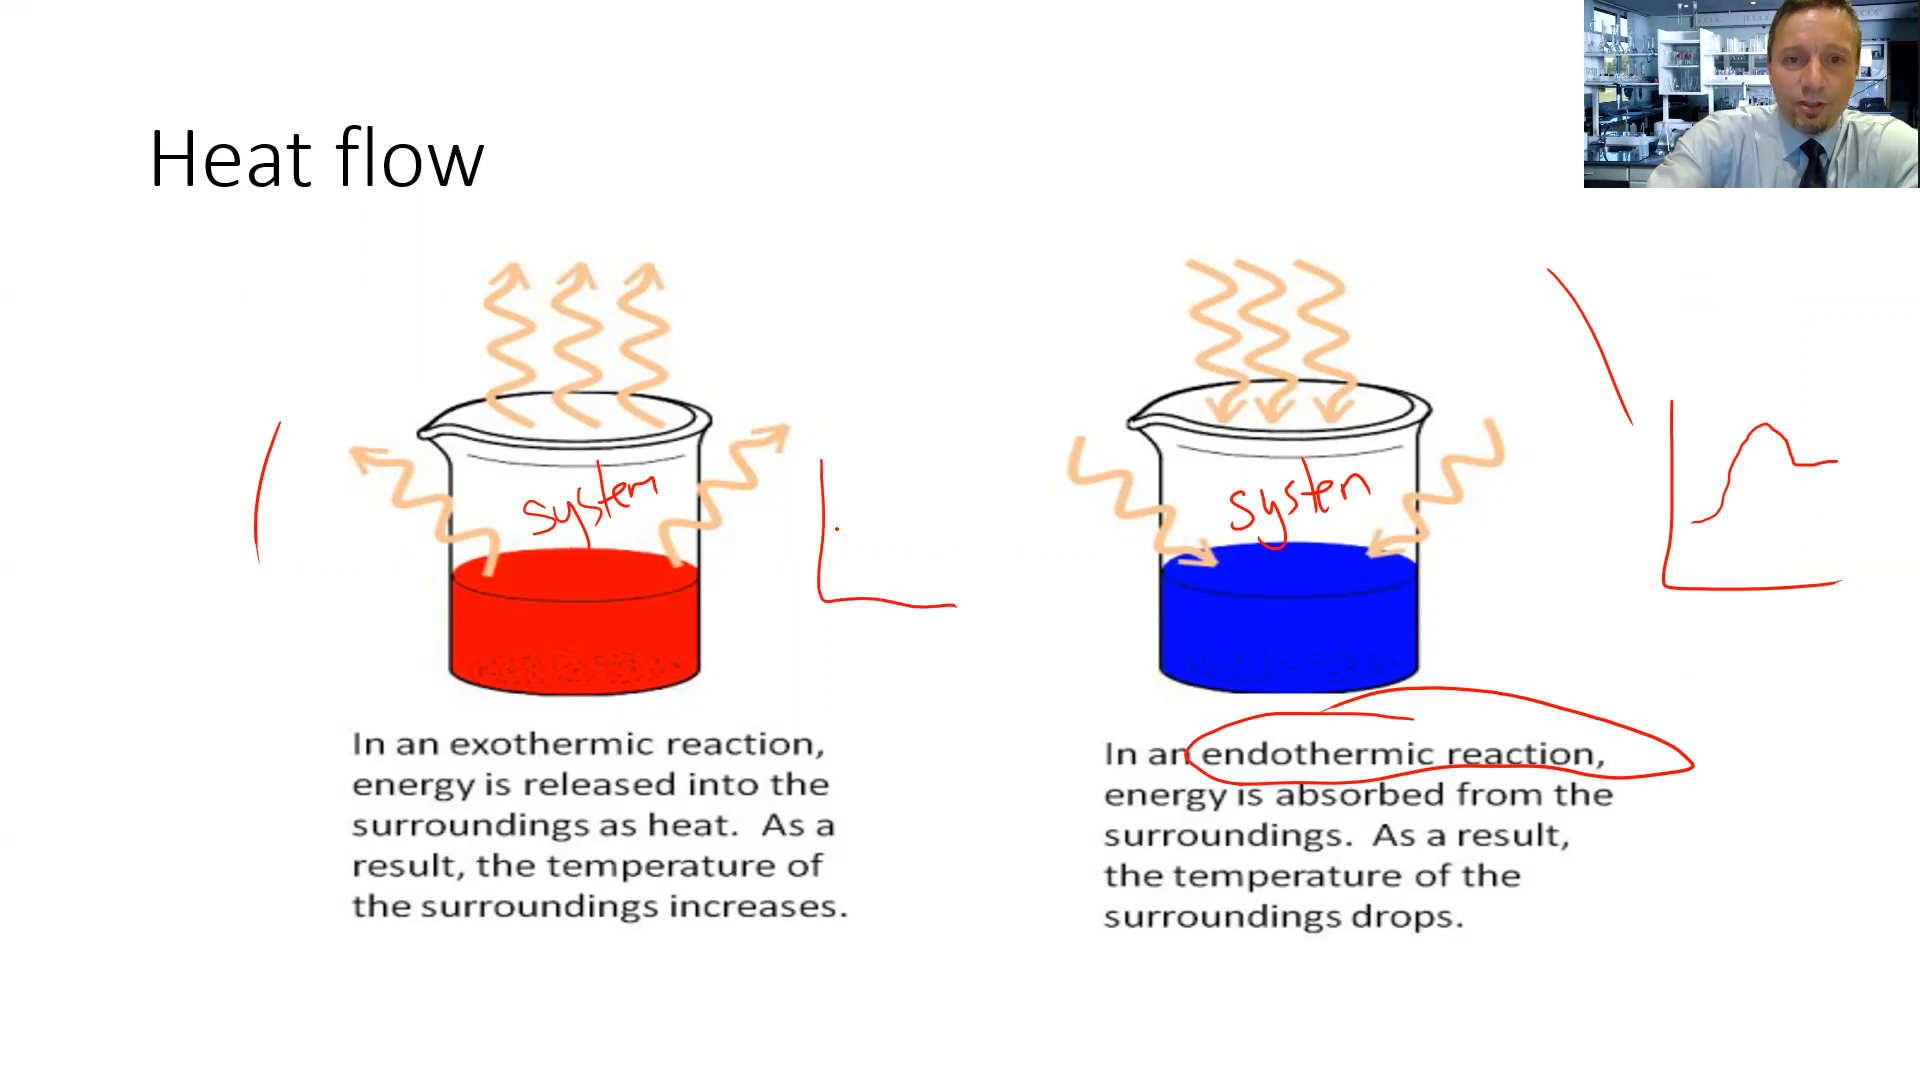 Heat flow
system
systen
In an exothermic reaction,
energy is released into the
surroundings as heat. As a
result, the temperature of
the surroundings increases.
In an endothermic reaction,
energy is absorbed from the
surroundings. As a result,
the temperature of the
surroundings drops.